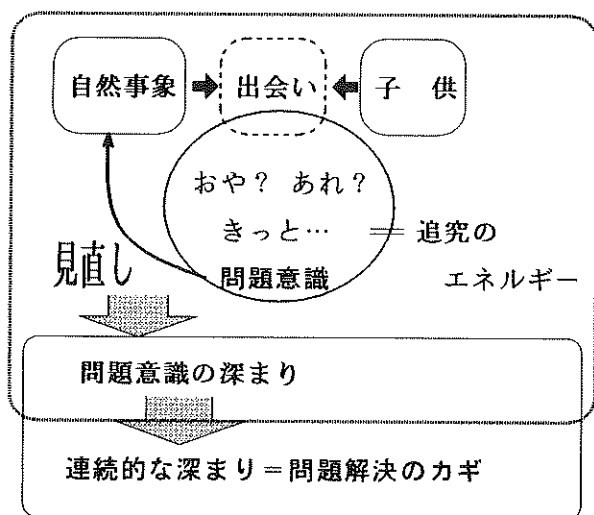 自然事象 出会い 子 供
おや? あれ?
きっと… = 追究の
見直し 問題意識 エネルギー
問題意識の深まり
連続的な深まり=問題解決のカギ